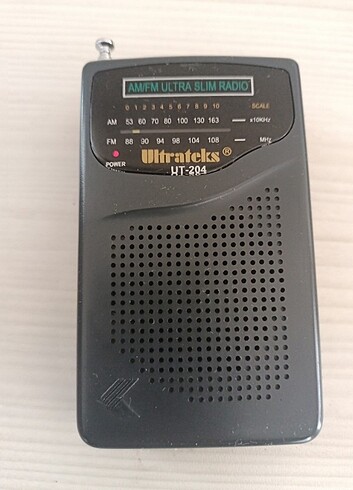 AM/FM ULTRA SLIM RADIO
0 1 2 3 4 5 6 7 8 9 10 SCALE
AM 53 60 70 80 100 130 163 x10KHz
FM 88 90 94 98 104 108 MHz
POWER
Ultrateks®
UT-204